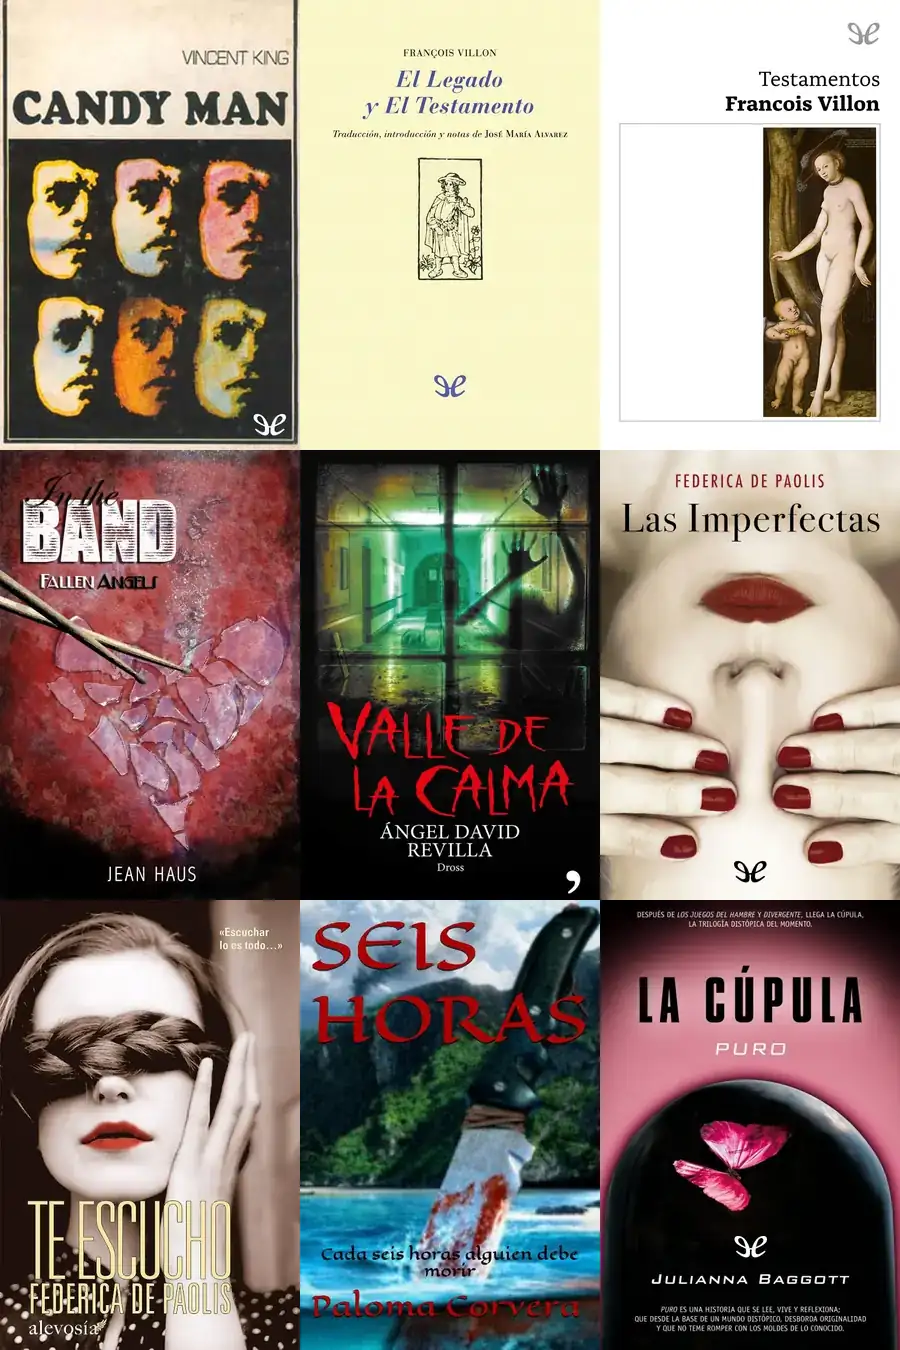 VINCENT KING
CANDY MAN
FRANÇOIS VILLON
El Legado
y El Testamento
Traducción, introducción y notas de JOSÉ MARÍA ALVAREZ
Testamentos
Francois Villon
In the
BAND
FALLEN ANGELS
JEAN HAUS
VALLE DE
LA CALMA
ÁNGEL DAVID
REVILLA
Dross
FEDERICA DE PAOLIS
Las Imperfectas
«Escuchar
lo es todo...»
TE ESCUCHO
FEDERICA DE PAOLIS
alevosía
SEIS
HORAS
Cada seis horas alguien debe
morir
Paloma Corvera
DESPUÉS DE LOS JUEGOS DEL HAMBRE Y DIVERGENTE, LLEGA LA CÚPULA,
LA TRILOGÍA DISTÓPICA DEL MOMENTO.
LA CÚPULA
PURO
JULIANNA BAGGOTT
PURO ES UNA HISTORIA QUE SE LEE, VIVE Y REFLEXIONA;
QUE DESDE LA BASE DE UN MUNDO DISTÓPICO, DESBORDA ORIGINALIDAD
Y QUE NO TEME ROMPER CON LOS MOLDES DE LO CONOCIDO.